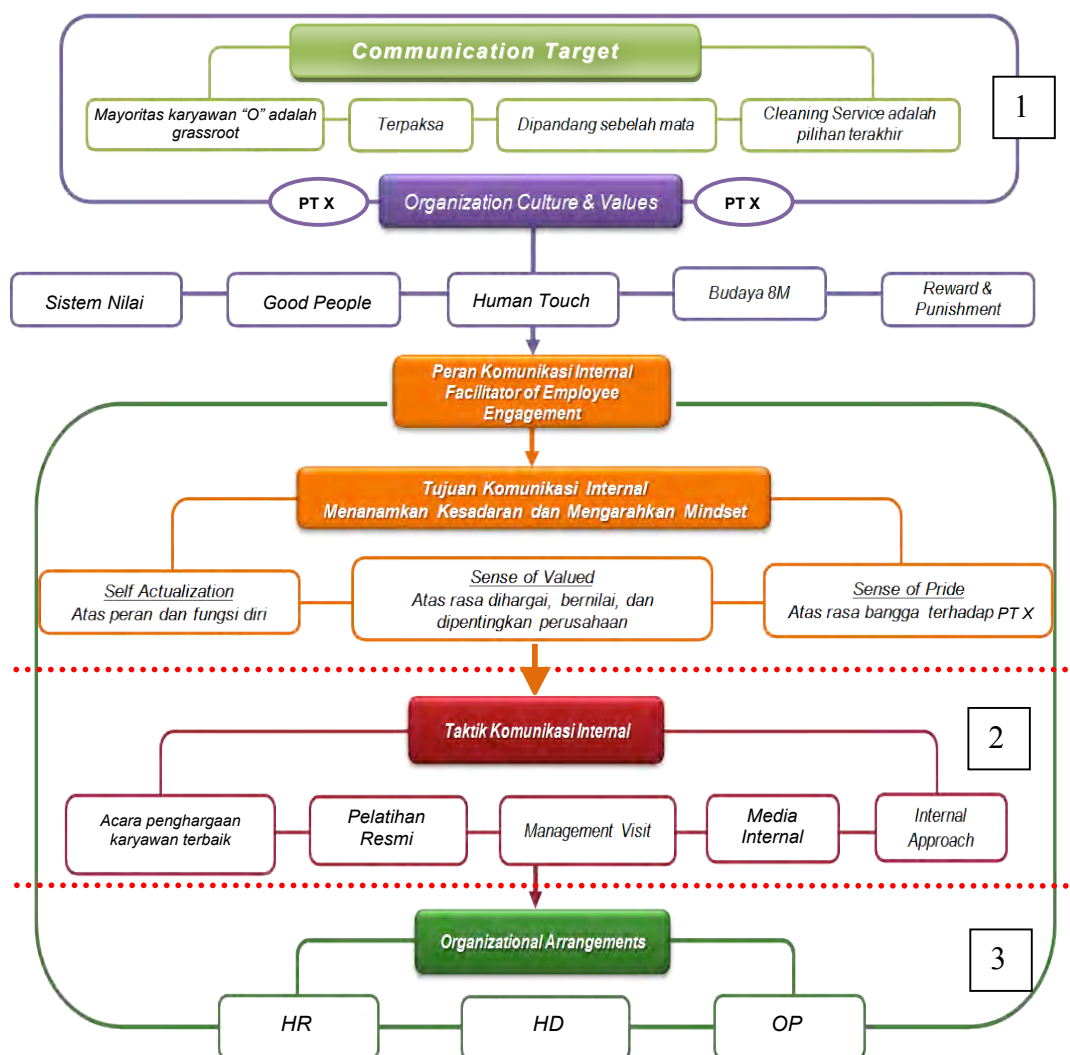 Communication Target
1
Mayoritas karyawan “O” adalah
grassroot
Terpaksa
Dipandang sebelah mata
Cleaning Service adalah
pilihan terakhir
PT X
Organization Culture & Values
PT X
Sistem Nilai
Good People
Human Touch
Budaya 8M
Reward &
Punishment
Peran Komunikasi Internal
Facilitator of Employee
Engagement
Tujuan Komunikasi Internal
Menanamkan Kesadaran dan Mengarahkan Mindset
Self Actualization
Atas peran dan fungsi diri
Sense of Valued
Atas rasa dihargai, bernilai, dan
dipentingkan perusahaan
Sense of Pride
Atas rasa bangga terhadap PT X
Taktik Komunikasi Internal
2
Acara penghargaan
karyawan terbaik
Pelatihan
Resmi
Management Visit
Media
Internal
Internal
Approach
Organizational Arrangements
3
HR
HD
OP